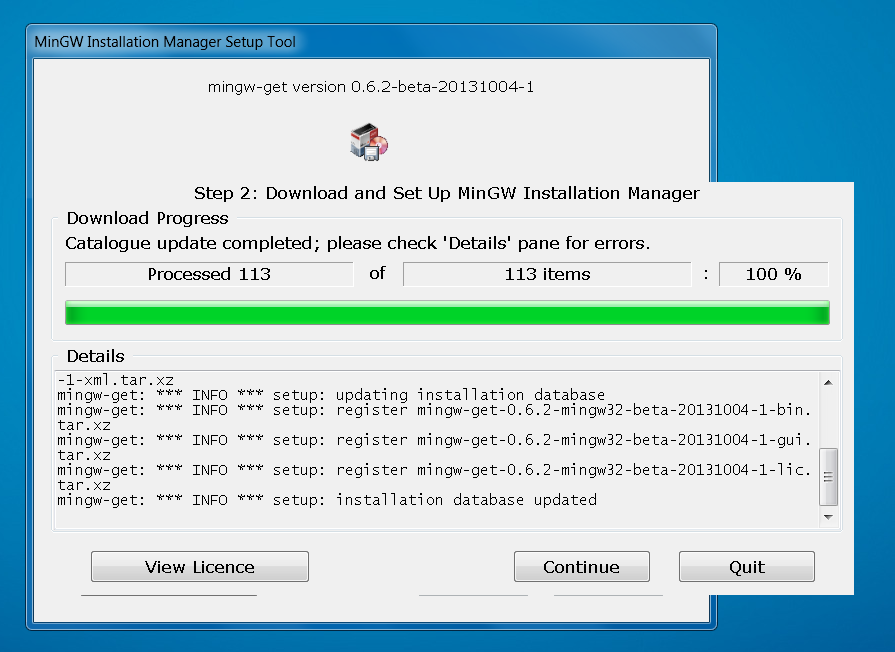 MinGW Installation Manager Setup Tool
mingw-get version 0.6.2-beta-20131004-1
Step 2: Download and Set Up MinGW Installation Manager
Download Progress
Catalogue update completed; please check 'Details' pane for errors.
Processed 113 of 113 items : 100 %
Details
-1-xml.tar.xz
mingw-get: *** INFO *** setup: updating installation database
mingw-get: *** INFO *** setup: register mingw-get-0.6.2-mingw32-beta-20131004-1-bin.
tar.xz
mingw-get: *** INFO *** setup: register mingw-get-0.6.2-mingw32-beta-20131004-1-gui.
tar.xz
mingw-get: *** INFO *** setup: register mingw-get-0.6.2-mingw32-beta-20131004-1-lic.
tar.xz
mingw-get: *** INFO *** setup: installation database updated
View Licence Continue Quit